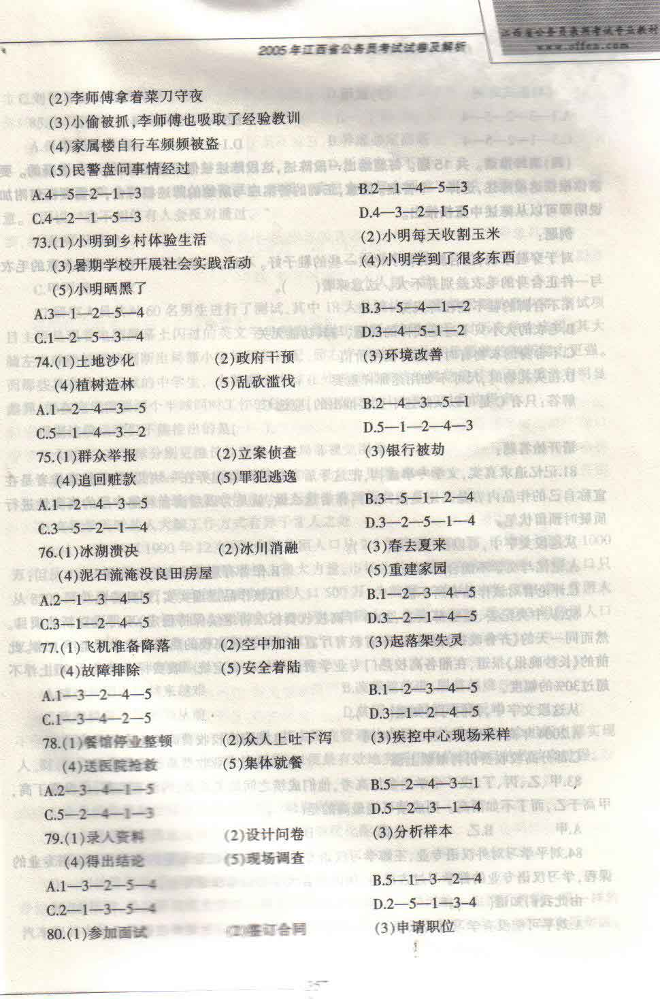 江西省公务员录用考试专业教材
www.offcn.com
2005年江西省公务员考试试卷及解析
(2)李师傅拿着菜刀守夜
(3)小偷被抓,李师傅也吸取了经验教训
(4)家属楼自行车频频被盗
(5)民警盘问事情经过
A.4—5—2—1—3 B.2—1—4—5—3
C.4—2—1—5—3 D.4—3—2—1—5
73.(1)小明到乡村体验生活 (2)小明每天收割玉米
(3)暑期学校开展社会实践活动 (4)小明学到了很多东西
(5)小明晒黑了
A.3—1—2—5—4 B.3—5—4—1—2
C.1—2—5—3—4 D.3—4—5—1—2
74.(1)土地沙化 (2)政府干预 (3)环境改善
(4)植树造林 (5)乱砍滥伐
A.1—2—4—3—5 B.2—4—3—5—1
C.5—1—4—3—2 D.5—1—2—4—3
75.(1)群众举报 (2)立案侦查 (3)银行被劫
(4)追回赃款 (5)罪犯逃逸
A.1—2—4—3—5 B.3—5—1—2—4
C.3—5—2—1—4 D.3—2—5—1—4
76.(1)冰湖溃决 (2)冰川消融 (3)春去夏来
(4)泥石流淹没良田房屋 (5)重建家园
A.2—1—3—4—5 B.1—2—3—4—5
C.3—1—2—4—5 D.3—2—1—4—5
77.(1)飞机准备降落 (2)空中加油 (3)起落架失灵
(4)故障排除 (5)安全着陆
A.1—3—2—4—5 B.1—2—3—4—5
C.1—3—4—2—5 D.3—1—2—4—5
78.(1)餐馆停业整顿 (2)众人上吐下泻 (3)疾控中心现场采样
(4)送医院抢救 (5)集体就餐
A.2—3—4—1—5 B.5—2—4—3—1
C.5—2—4—1—3 D.5—2—3—1—4
79.(1)录入资料 (2)设计问卷 (3)分析样本
(4)得出结论 (5)现场调查
A.1—3—2—5—4 B.5—1—3—2—4
C.2—1—3—5—4 D.2—5—1—3-4
80.(1)参加面试 (2)签订合同 (3)申请职位